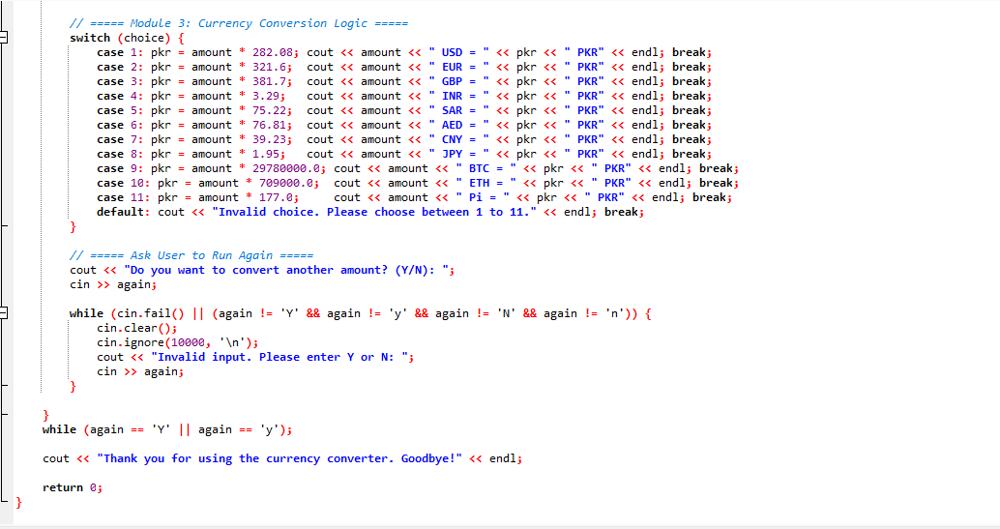 // ===== Module 3: Currency Conversion Logic =====
switch (choice) {
case 1: pkr = amount * 282.08; cout << amount << " USD = " << pkr << " PKR" << endl; break;
case 2: pkr = amount * 321.6; cout << amount << " EUR = " << pkr << " PKR" << endl; break;
case 3: pkr = amount * 381.7; cout << amount << " GBP = " << pkr << " PKR" << endl; break;
case 4: pkr = amount * 3.29; cout << amount << " INR = " << pkr << " PKR" << endl; break;
case 5: pkr = amount * 75.22; cout << amount << " SAR = " << pkr << " PKR" << endl; break;
case 6: pkr = amount * 76.81; cout << amount << " AED = " << pkr << " PKR" << endl; break;
case 7: pkr = amount * 39.23; cout << amount << " CNY = " << pkr << " PKR" << endl; break;
case 8: pkr = amount * 1.95; cout << amount << " JPY = " << pkr << " PKR" << endl; break;
case 9: pkr = amount * 29780000.0; cout << amount << " BTC = " << pkr << " PKR" << endl; break;
case 10: pkr = amount * 709000.0; cout << amount << " ETH = " << pkr << " PKR" << endl; break;
case 11: pkr = amount * 177.0; cout << amount << " Pi = " << pkr << " PKR" << endl; break;
default: cout << "Invalid choice. Please choose between 1 to 11." << endl; break;
}
// ===== Ask User to Run Again =====
cout << "Do you want to convert another amount? (Y/N): ";
cin >> again;
while (cin.fail() || (again != 'Y' && again != 'y' && again != 'N' && again != 'n')) {
cin.clear();
cin.ignore(10000, '\n');
cout << "Invalid input. Please enter Y or N: ";
cin >> again;
}
}
while (again == 'Y' || again == 'y');
cout << "Thank you for using the currency converter. Goodbye!" << endl;
return 0;
}